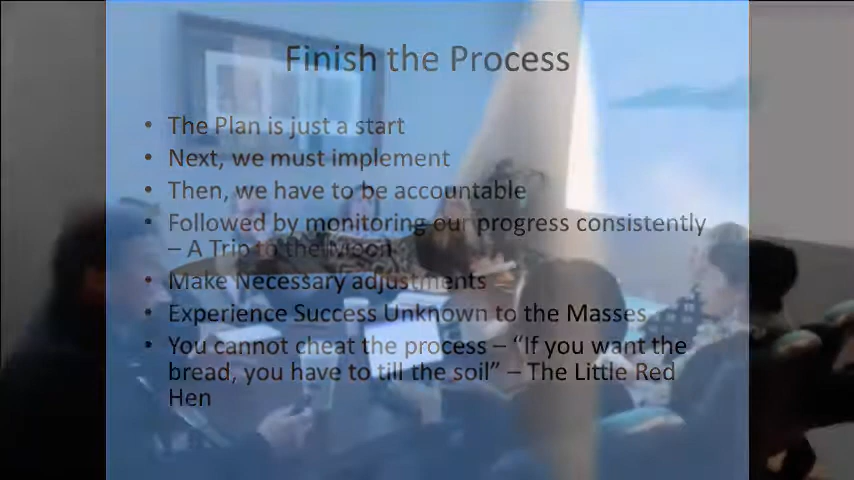 Finish the Process
• The Plan is just a start
• Next, we must implement
• Then, we have to be accountable
• Followed by monitoring our progress consistently
– A Trip to the Moon
• Make Necessary adjustments
• Experience Success Unknown to the Masses
• You cannot cheat the process – “If you want the
bread, you have to till the soil” – The Little Red
Hen